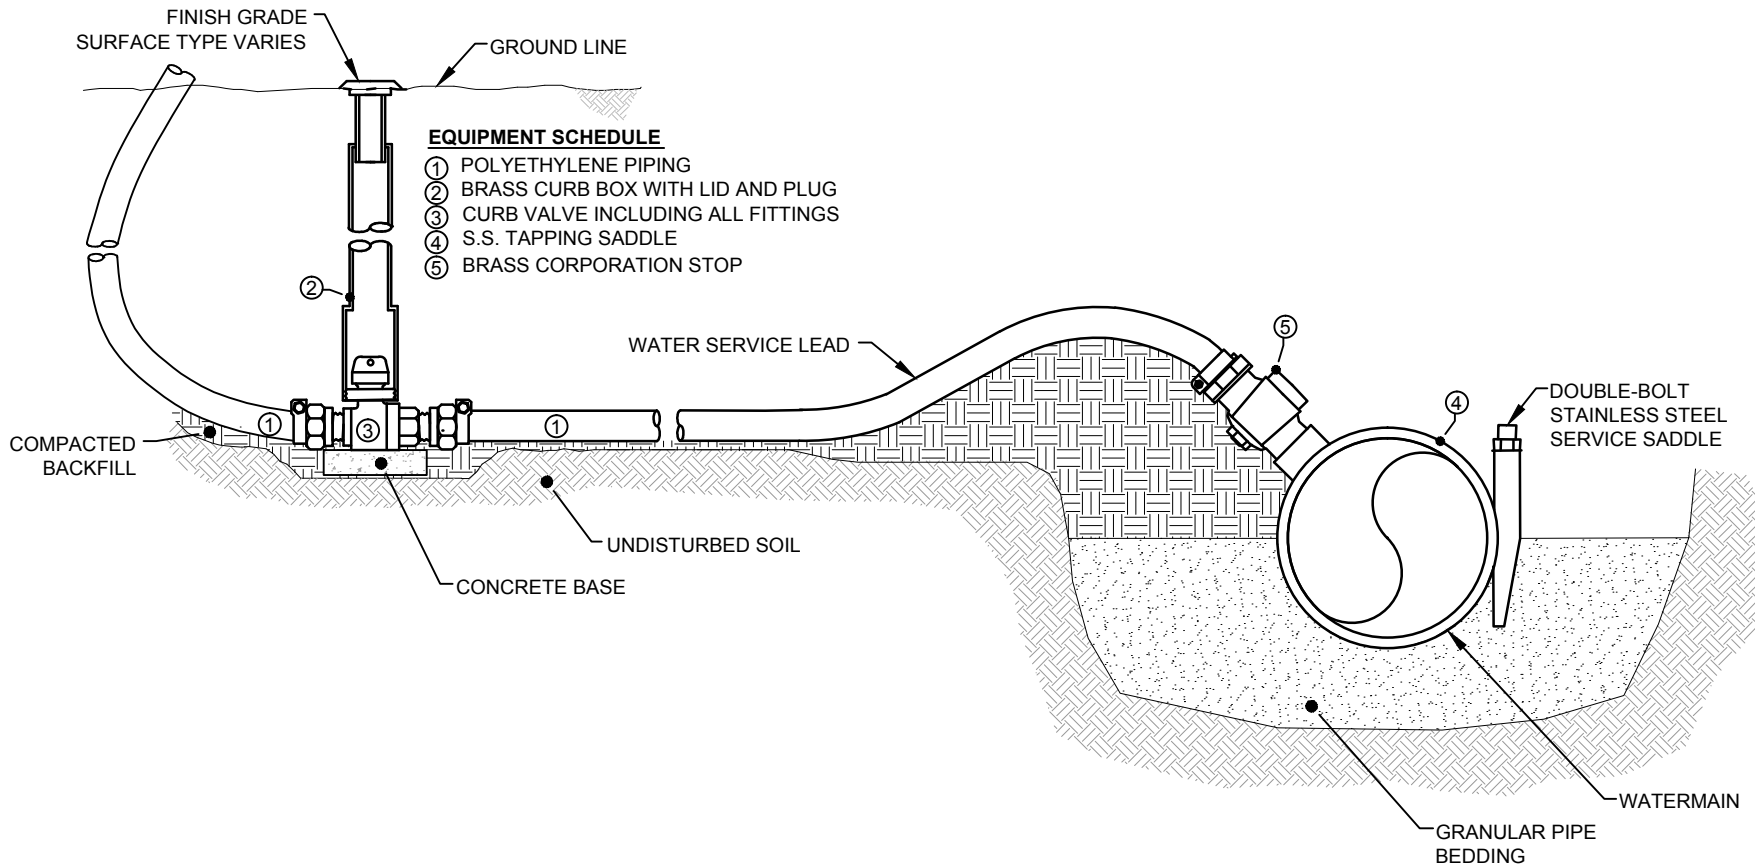 FINISH GRADE
SURFACE TYPE VARIES
GROUND LINE
EQUIPMENT SCHEDULE
① POLYETHYLENE PIPING
② BRASS CURB BOX WITH LID AND PLUG
③ CURB VALVE INCLUDING ALL FITTINGS
④ S.S. TAPPING SADDLE
⑤ BRASS CORPORATION STOP
②
⑤
WATER SERVICE LEAD
④
DOUBLE-BOLT
STAINLESS STEEL
SERVICE SADDLE
①
③
①
COMPACTED
BACKFILL
UNDISTURBED SOIL
CONCRETE BASE
WATERMAIN
GRANULAR PIPE
BEDDING